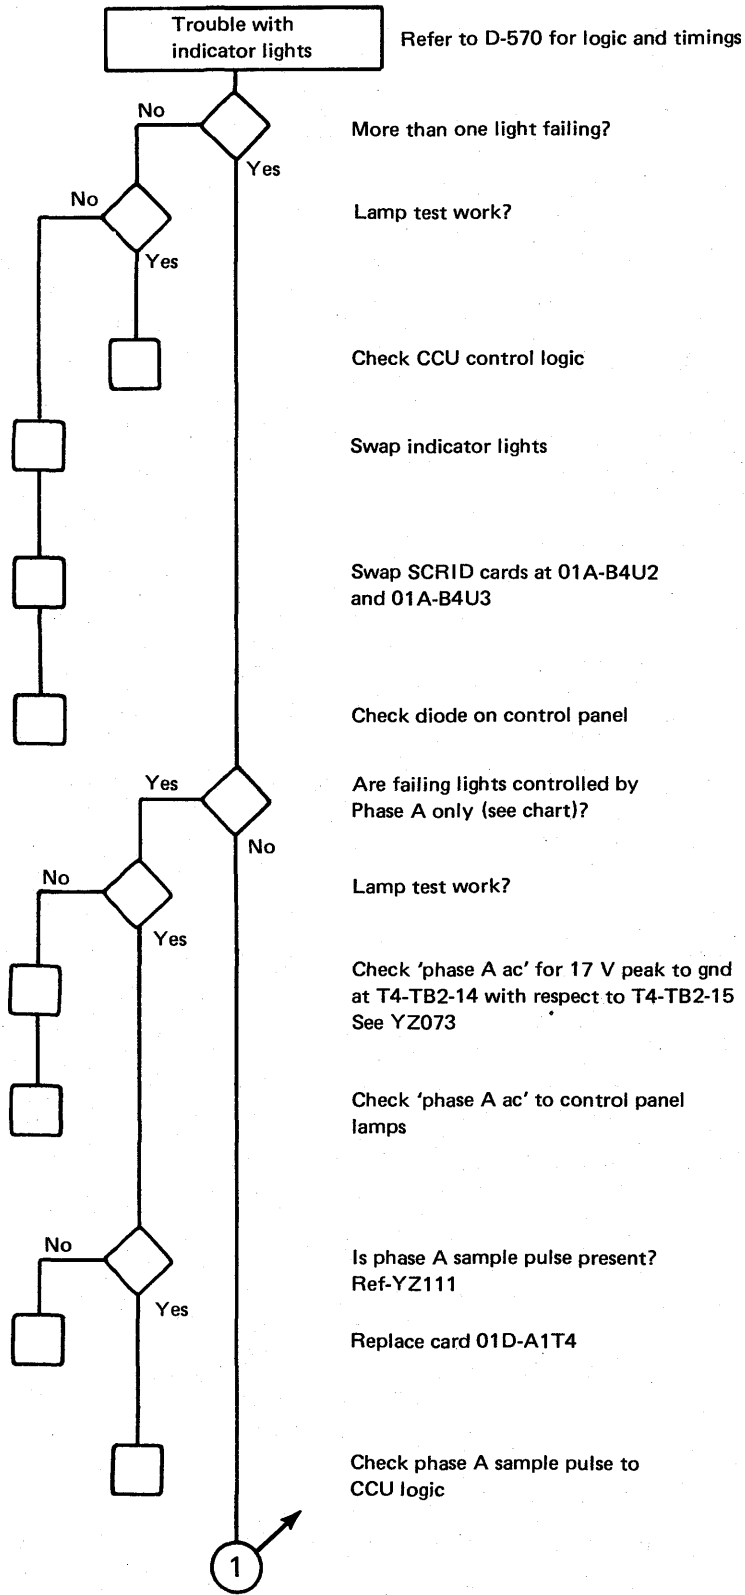 Trouble with
indicator lights
Refer to D-570 for logic and timings
No
More than one light failing?
Yes
No
Lamp test work?
Yes
Check CCU control logic
Swap indicator lights
Swap SCRID cards at 01A-B4U2
and 01A-B4U3
Check diode on control panel
Yes
Are failing lights controlled by
Phase A only (see chart)?
No
No
Lamp test work?
Yes
Check 'phase A ac' for 17 V peak to gnd
at T4-TB2-14 with respect to T4-TB2-15
See YZ073
Check 'phase A ac' to control panel
lamps
No
Is phase A sample pulse present?
Ref-YZ111
Yes
Replace card 01D-A1T4
Check phase A sample pulse to
CCU logic
1